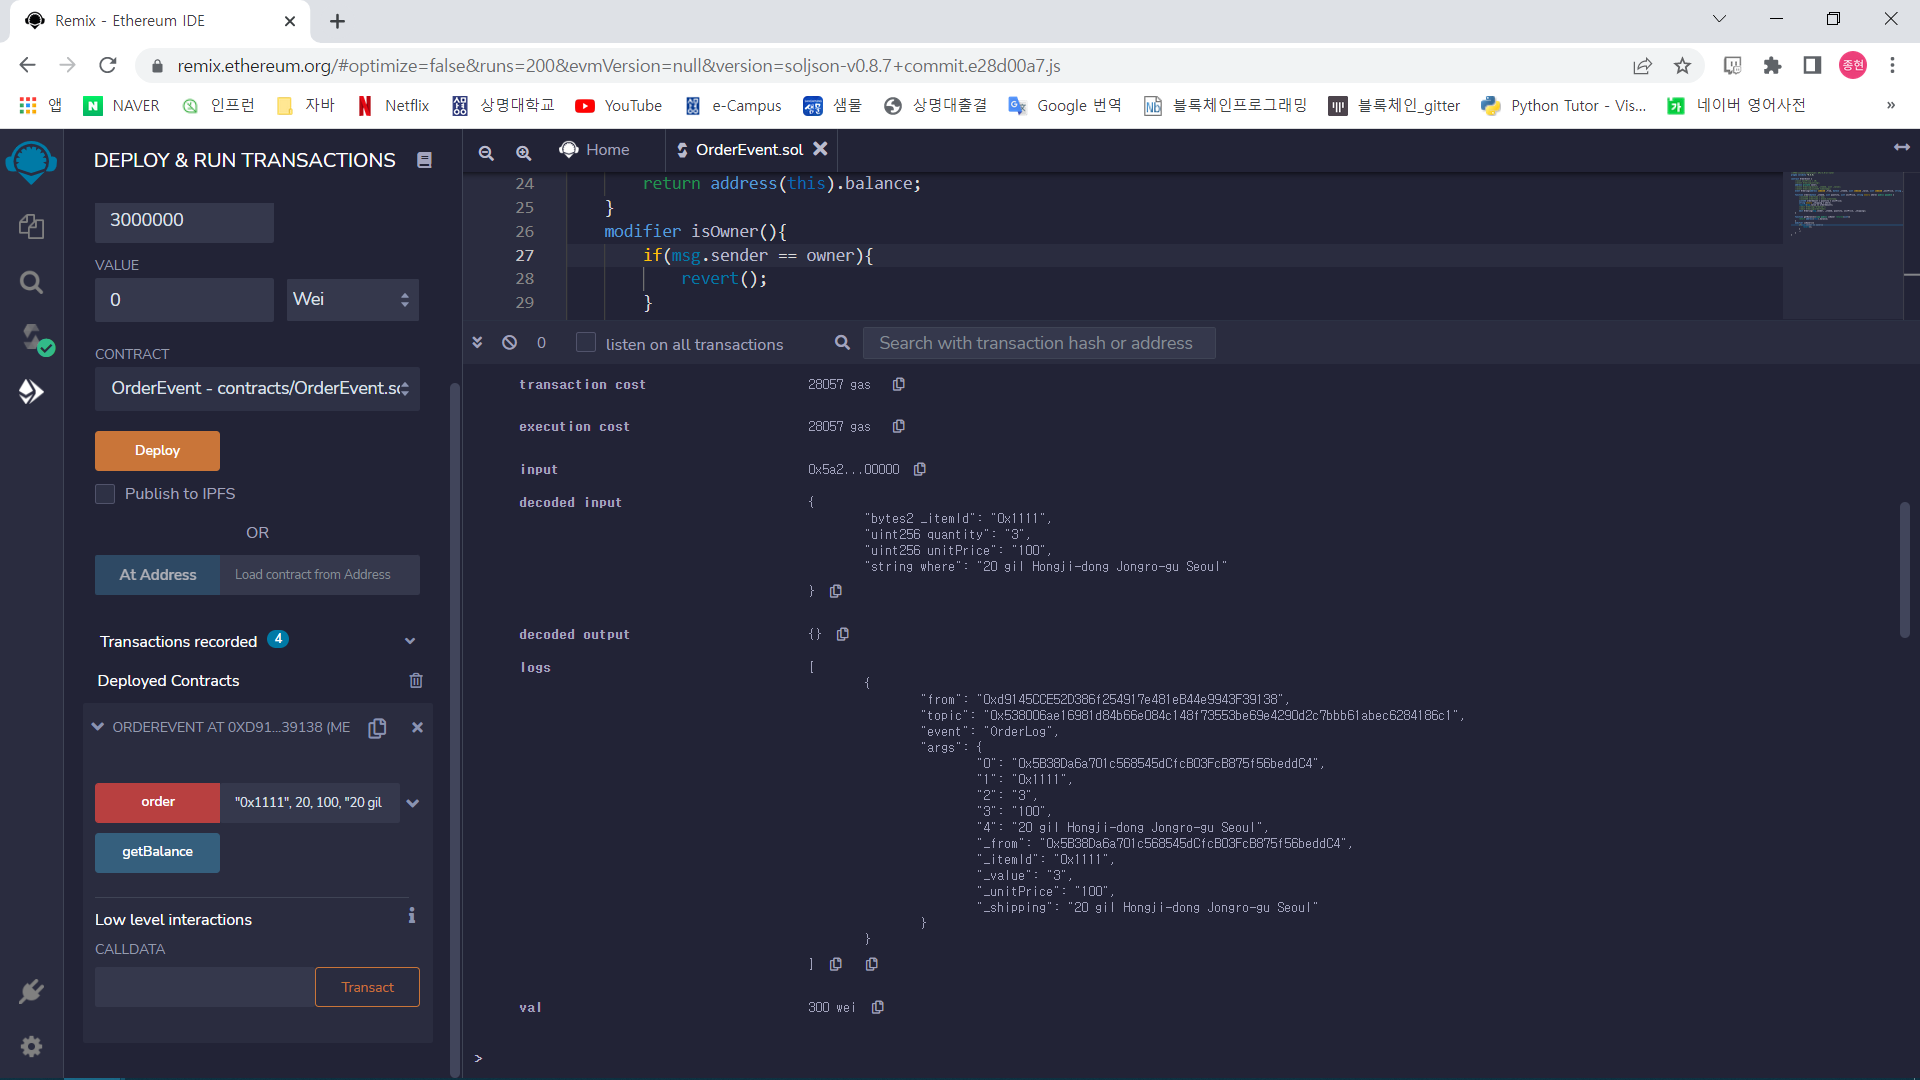 Remix - Ethereum IDE
remix.ethereum.org/#optimize=false&runs=200&evmVersion=null&version=soljson-v0.8.7+commit.e28d00a7.js
종현
앱 NAVER 인프런 자바 Netflix 상명대학교 YouTube e-Campus 샘물 상명대출결 Google 번역 블록체인프로그래밍 블록체인_gitter Python Tutor - Vis... 네이버 영어사전 »
DEPLOY & RUN TRANSACTIONS
3000000
VALUE
0 Wei
CONTRACT
OrderEvent - contracts/OrderEvent.so
Deploy
Publish to IPFS
OR
At Address Load contract from Address
Transactions recorded 4
Deployed Contracts
ORDEREVENT AT 0XD91...39138 (ME
order "0x1111", 20, 100, "20 gil
getBalance
Low level interactions
CALLDATA
Transact
Home OrderEvent.sol
24 return address(this).balance;
25 }
26 modifier isOwner(){
27 if(msg.sender == owner){
28 revert();
29 }
0 listen on all transactions Search with transaction hash or address
transaction cost 28057 gas
execution cost 28057 gas
input 0x5a2...00000
decoded input {
"bytes2 _itemId": "0x1111",
"uint256 quantity": "3",
"uint256 unitPrice": "100",
"string where": "20 gil Hongji-dong Jongro-gu Seoul"
}
decoded output {}
logs [
{
"from": "0xd9145CCE52D386f254917e481eB44e9943F39138",
"topic": "0x538006ae16981d84b66e084c148f73553be69e4290d2c7bbb61abec6284186c1",
"event": "OrderLog",
"args": {
"0": "0x5B38Da6a701c568545dCfcB03FcB875f56beddC4",
"1": "0x1111",
"2": "3",
"3": "100",
"4": "20 gil Hongji-dong Jongro-gu Seoul",
"_from": "0x5B38Da6a701c568545dCfcB03FcB875f56beddC4",
"_itemId": "0x1111",
"_value": "3",
"_unitPrice": "100",
"_shipping": "20 gil Hongji-dong Jongro-gu Seoul"
}
}
]
val 300 wei
>